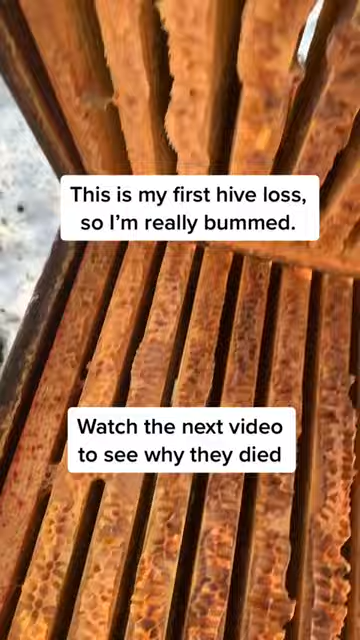 This is my first hive loss,
so I'm really bummed.
Watch the next video
to see why they died